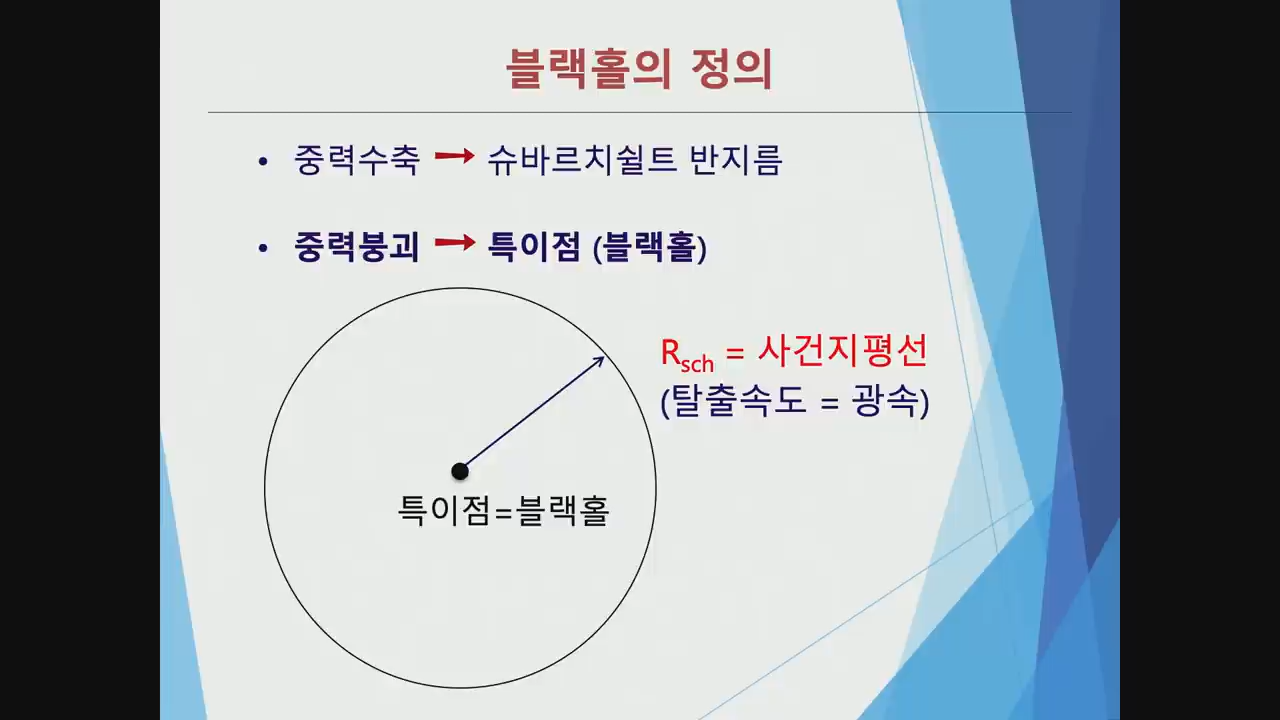 블랙홀의 정의
• 중력수축 → 슈바르치쉴트 반지름
• 중력붕괴 → 특이점 (블랙홀)
Rsch = 사건지평선
(탈출속도 = 광속)
특이점=블랙홀